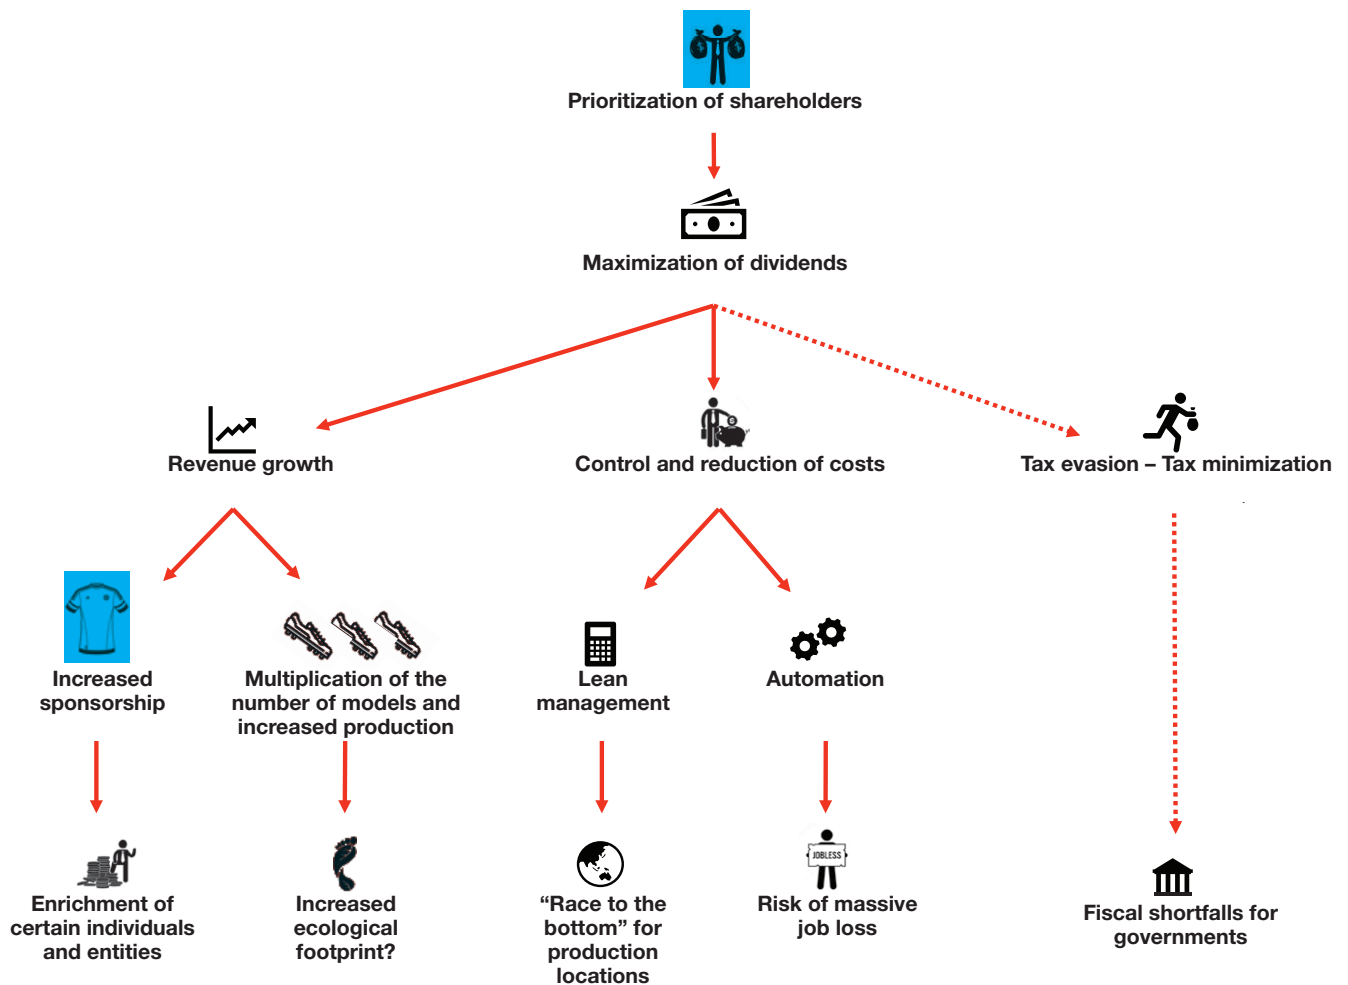 Prioritization of shareholders
Maximization of dividends
Revenue growth
Control and reduction of costs
Tax evasion – Tax minimization
Increased
sponsorship
Multiplication of the
number of models and
increased production
Lean
management
Automation
JOBLESS
Enrichment of
certain individuals
and entities
Increased
ecological
footprint?
“Race to the
bottom” for
production
locations
Risk of massive
job loss
Fiscal shortfalls for
governments